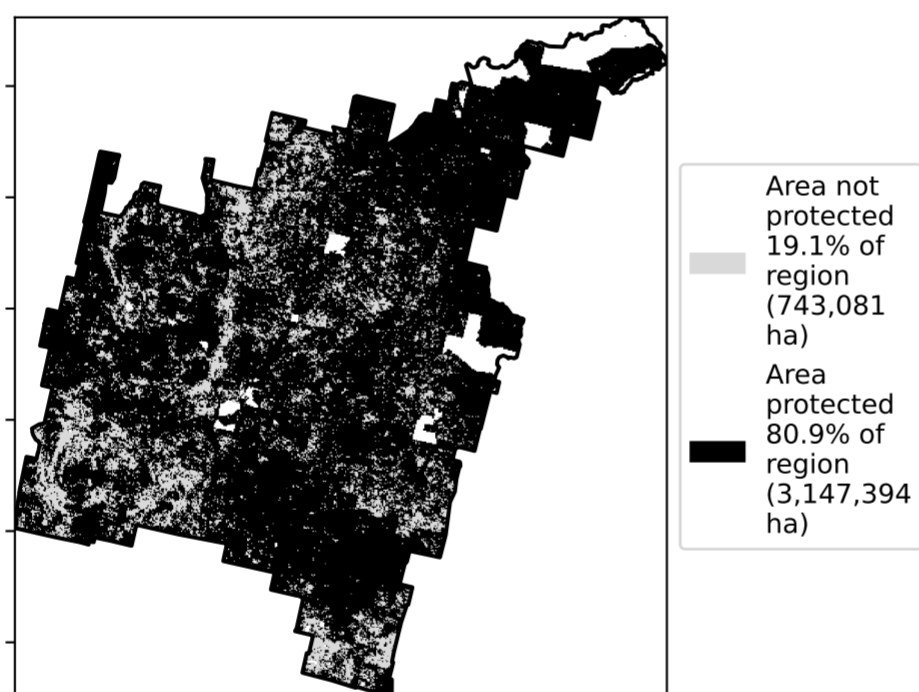 Area not
protected
19.1% of
region
(743,081
ha)
Area
protected
80.9% of
region
(3,147,394
ha)